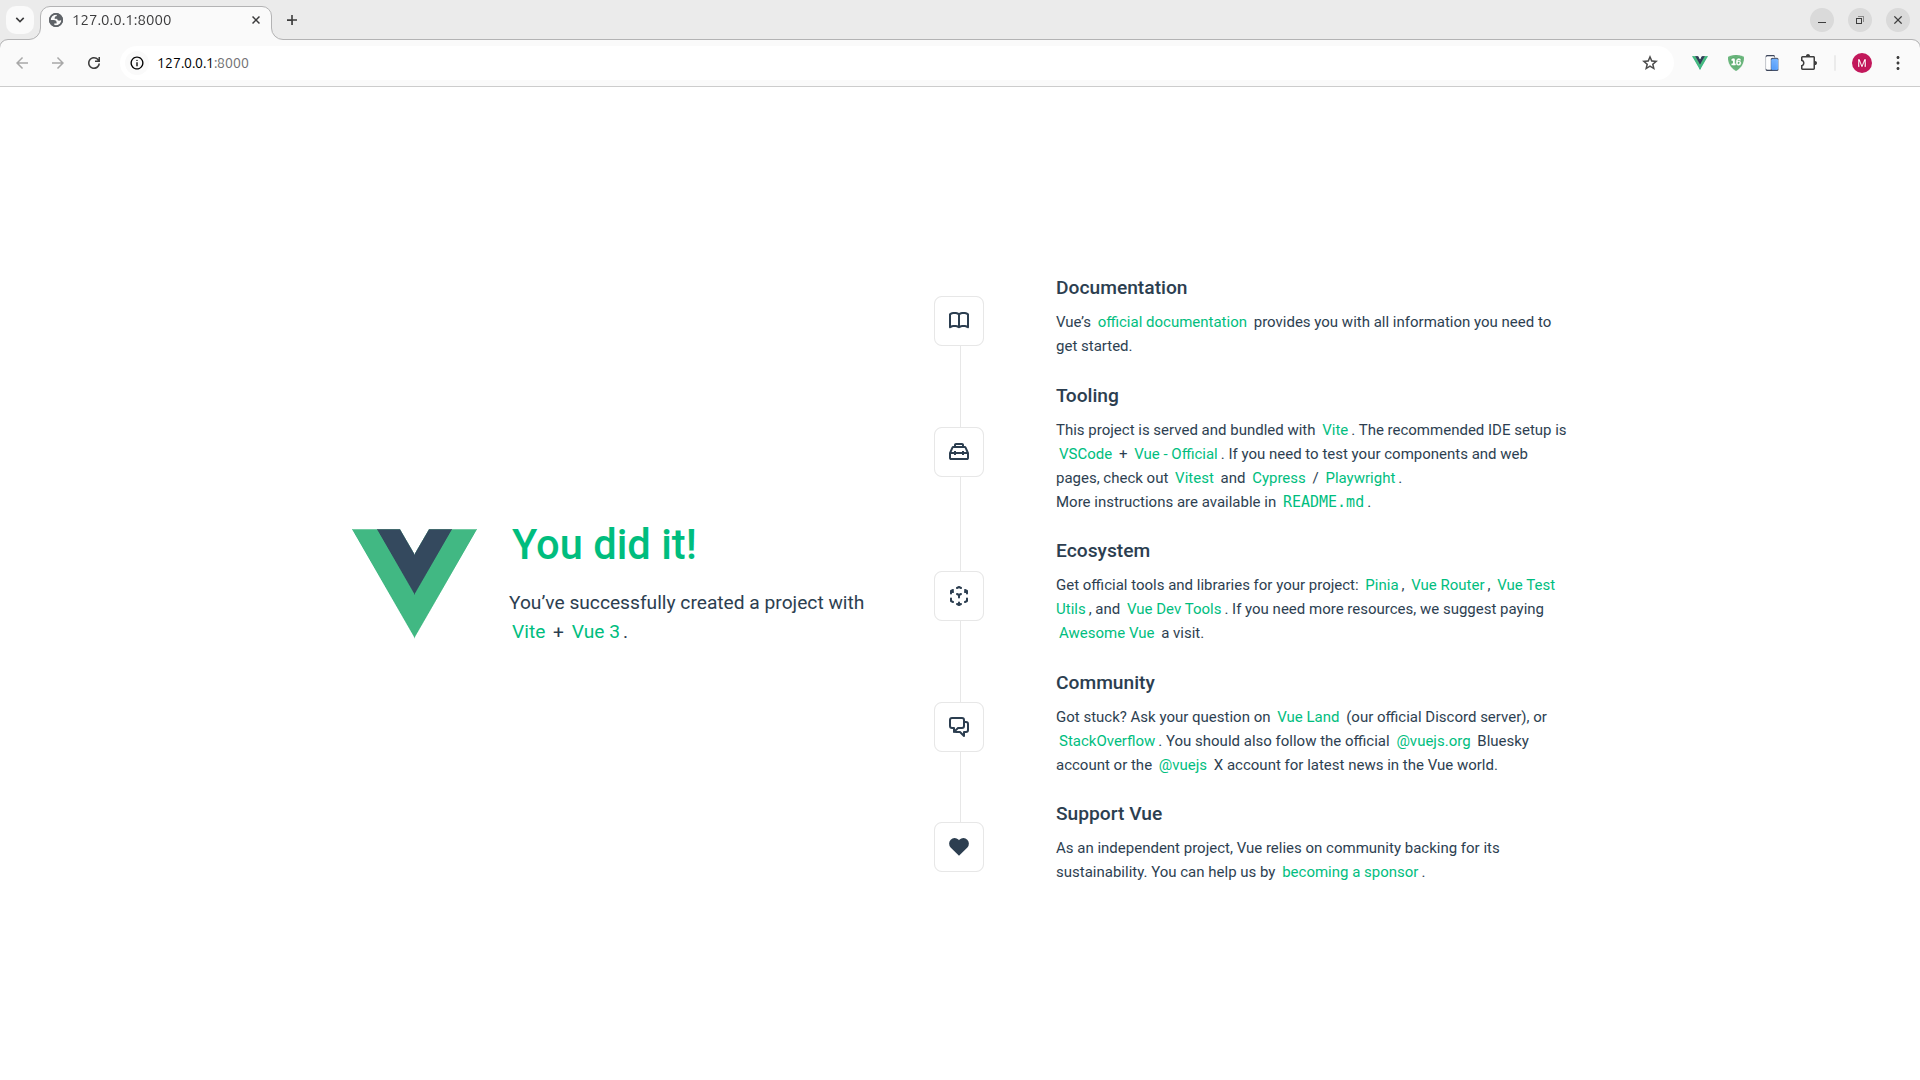 127.0.0.1:8000
127.0.0.1:8000
16
M
You did it!
You’ve successfully created a project with
Vite + Vue 3.
Documentation
Vue’s official documentation provides you with all information you need to
get started.
Tooling
This project is served and bundled with Vite. The recommended IDE setup is
VSCode + Vue - Official. If you need to test your components and web
pages, check out Vitest and Cypress / Playwright.
More instructions are available in README.md.
Ecosystem
Get official tools and libraries for your project: Pinia, Vue Router, Vue Test
Utils, and Vue Dev Tools. If you need more resources, we suggest paying
Awesome Vue a visit.
Community
Got stuck? Ask your question on Vue Land (our official Discord server), or
StackOverflow. You should also follow the official @vuejs.org Bluesky
account or the @vuejs X account for latest news in the Vue world.
Support Vue
As an independent project, Vue relies on community backing for its
sustainability. You can help us by becoming a sponsor.